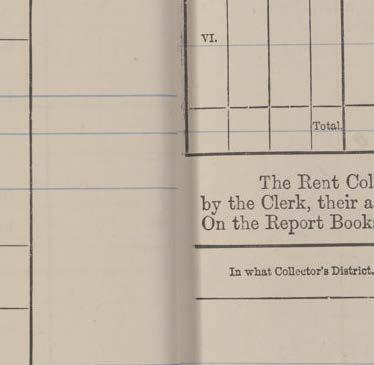 VI.
Total.
The Rent Col
by the Clerk, their a
On the Report Book
In what Collector's District.